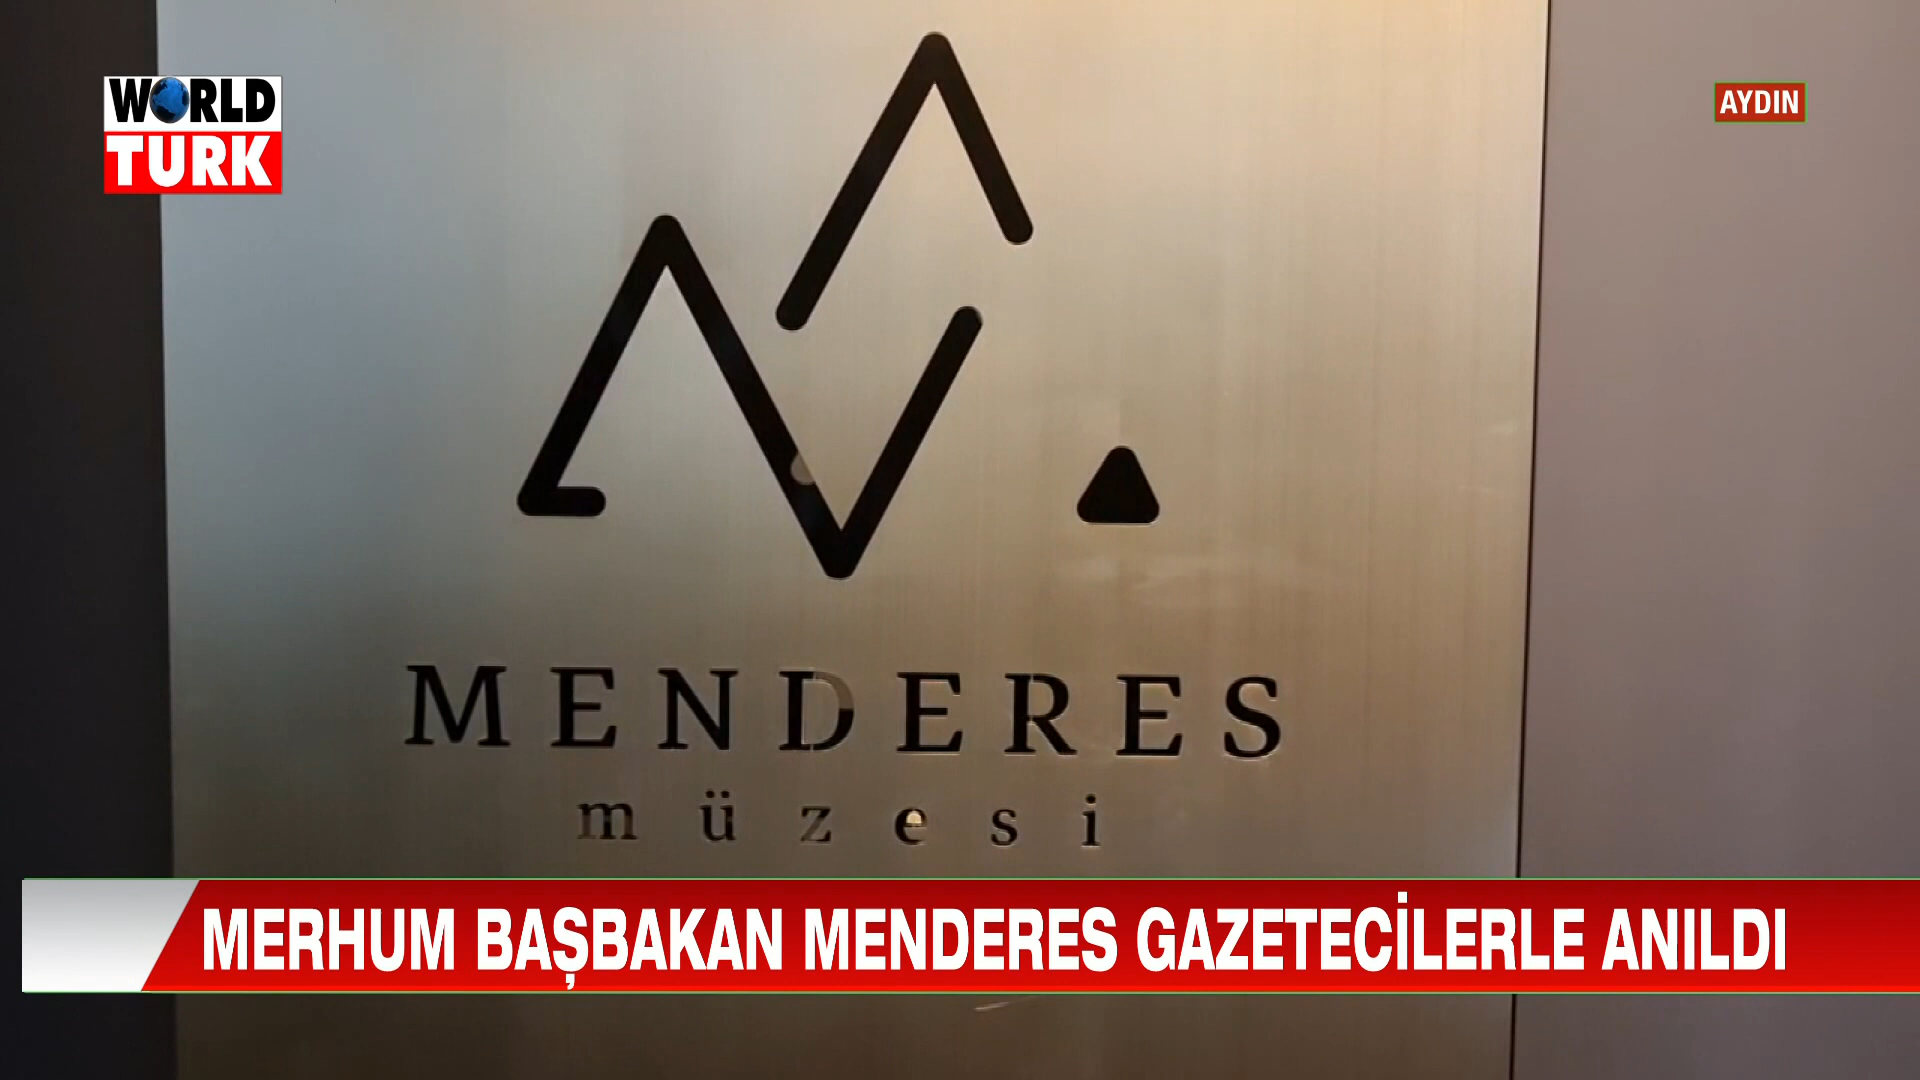 WORLD
TURK
AYDIN
MENDERES
müzesi
MERHUM BAŞBAKAN MENDERES GAZETECİLERLE ANILDI